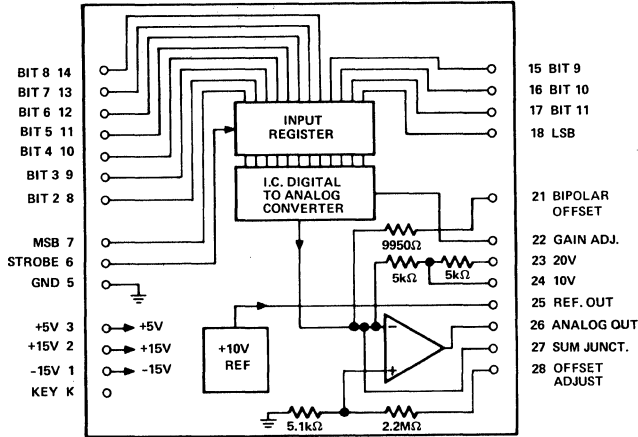 BIT 8 14
BIT 7 13
BIT 6 12
BIT 5 11
BIT 4 10
BIT 3 9
BIT 2 8
MSB 7
STROBE 6
GND 5
+5V 3
+5V
+15V 2
+15V
-15V 1
-15V
KEY K
INPUT
REGISTER
I.C. DIGITAL
TO ANALOG
CONVERTER
+10V
REF
9950Ω
5kΩ
5kΩ
−
+
5.1kΩ
2.2MΩ
15 BIT 9
16 BIT 10
17 BIT 11
18 LSB
21 BIPOLAR
OFFSET
22 GAIN ADJ.
23 20V
24 10V
25 REF. OUT
26 ANALOG OUT
27 SUM JUNCT.
28 OFFSET
ADJUST